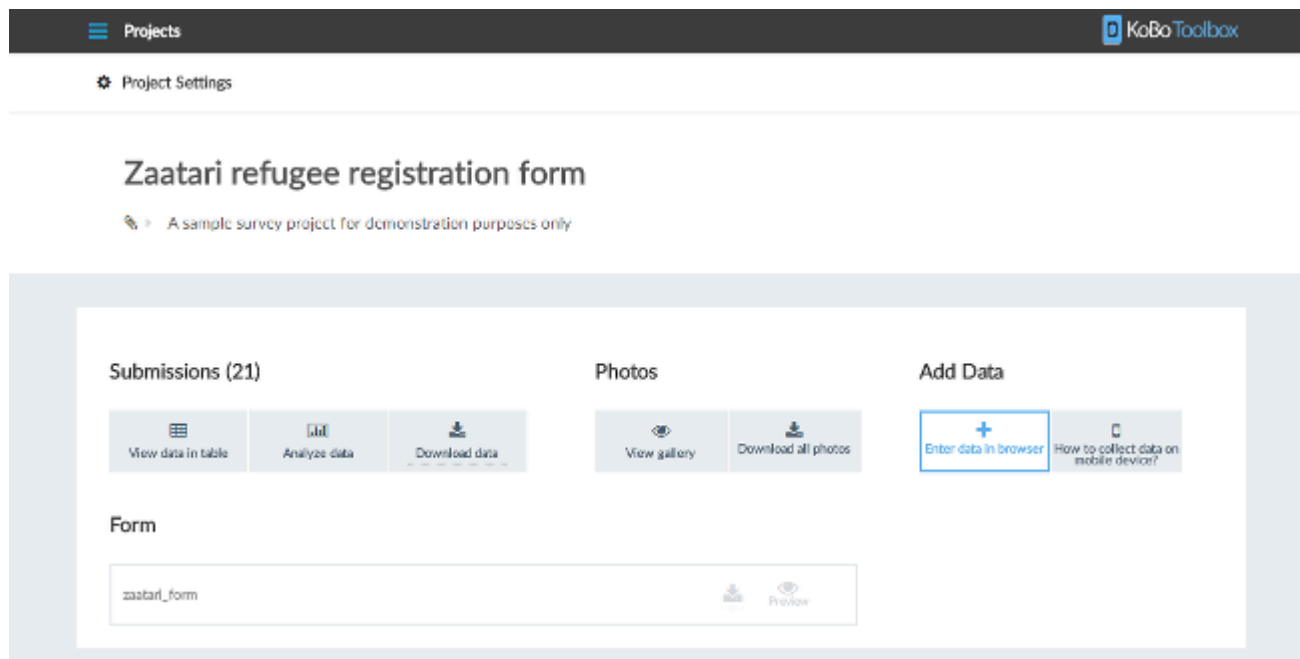 Projects
KoBoToolbox
Project Settings
Zaatari refugee registration form
A sample survey project for demonstration purposes only
Submissions (21)
Photos
Add Data
View data in table
Analyze data
Download data
View gallery
Download all photos
Enter data in browser
How to collect data on
mobile device?
Form
zaatari_form
Preview